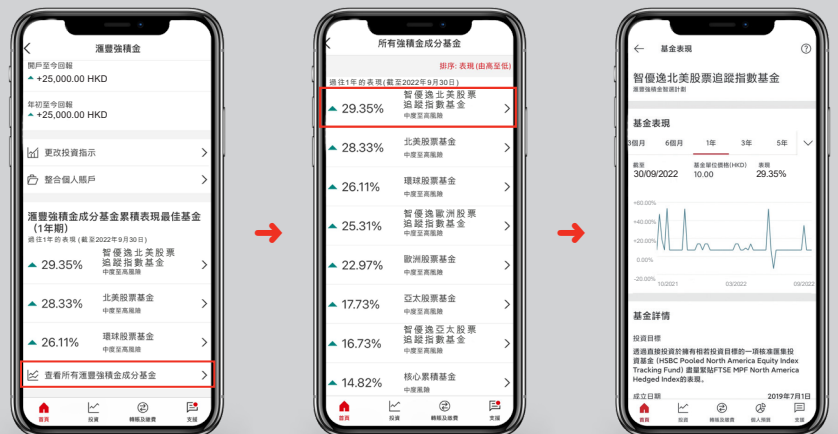 滙豐強積金
開戶至今回報
+25,000.00 HKD
年初至今回報
+25,000.00 HKD
更改投資指示
整合個人賬戶
滙豐強積金成分基金累積表現最佳基金
（1年期）
過往1年的表現(截至2022年9月30日)
29.35%
智優逸北美股票
追蹤指數基金
中度至高風險
28.33%
北美股票基金
中度至高風險
26.11%
環球股票基金
中度至高風險
查看所有滙豐強積金成分基金
首頁
投資
轉賬及繳費
支援
所有強積金成分基金
排序: 表現 (由高至低)
過往1年的表現(截至2022年9月30日)
29.35%
智優逸北美股票
追蹤指數基金
中度至高風險
28.33%
北美股票基金
中度至高風險
26.11%
環球股票基金
中度至高風險
25.31%
智優逸歐洲股票
追蹤指數基金
中度至高風險
22.97%
歐洲股票基金
中度至高風險
17.73%
亞太股票基金
中度至高風險
16.73%
智優逸亞太股票
追蹤指數基金
中度至高風險
14.82%
核心累積基金
中度風險
首頁
投資
轉賬及繳費
支援
基金表現
智優逸北美股票追蹤指數基金
滙豐強積金智選計劃
基金表現
3個月 6個月 1年 3年 5年
截至 基金單位價格(HKD) 表現
30/09/2022 10.00 29.35%
+60.00%
+40.00%
+20.00%
0.00%
-20.00%
10/2021 03/2022 09/2022
基金詳情
投資目標
透過直接投資於擁有相若投資目標的一項核准匯集投
資基金 (HSBC Pooled North America Equity Index
Tracking Fund) 盡量緊貼FTSE MPF North America
Hedged Index的表現。
成立日期 2019年7月1日
首頁
投資
轉賬及繳費
個人預算
支援